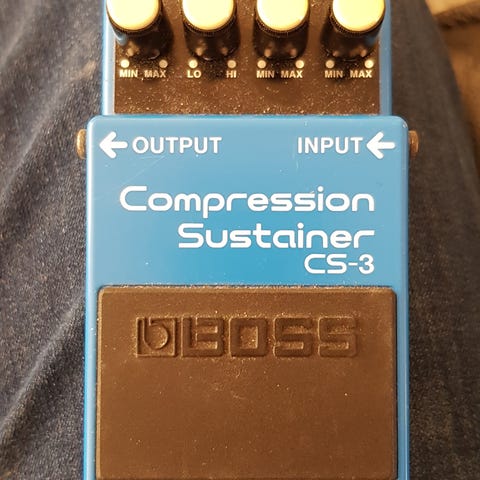 MIN MAX LO HI MIN MAX MIN MAX
OUTPUT INPUT
Compression
Sustainer
CS-3
BOSS